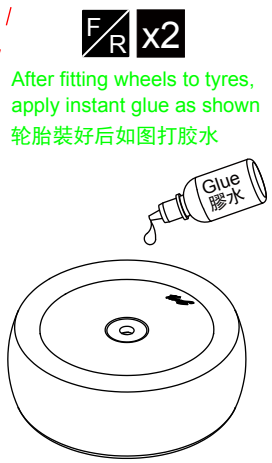 F/R x2
After fitting wheels to tyres,
apply instant glue as shown
轮胎装好后如图打胶水
Glue
膠水